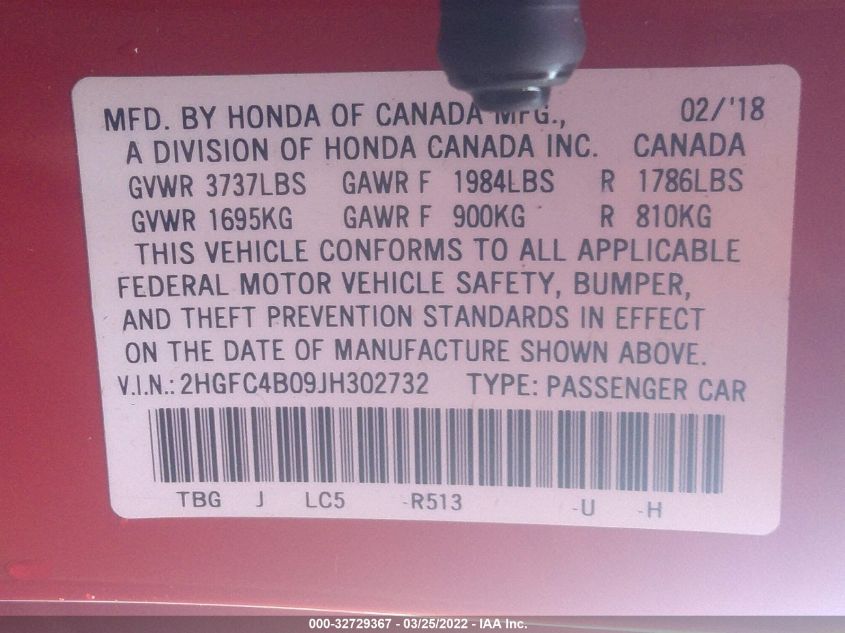 MFD. BY HONDA OF CANADA MFG., 02/'18
A DIVISION OF HONDA CANADA INC. CANADA
GVWR 3737LBS GAWR F 1984LBS R 1786LBS
GVWR 1695KG GAWR F 900KG R 810KG
THIS VEHICLE CONFORMS TO ALL APPLICABLE
FEDERAL MOTOR VEHICLE SAFETY, BUMPER,
AND THEFT PREVENTION STANDARDS IN EFFECT
ON THE DATE OF MANUFACTURE SHOWN ABOVE.
V.I.N.: 2HGFC4B09JH302732 TYPE: PASSENGER CAR
TBG J LC5 -R513 -U -H
000-32729367 - 03/25/2022 - IAA Inc.